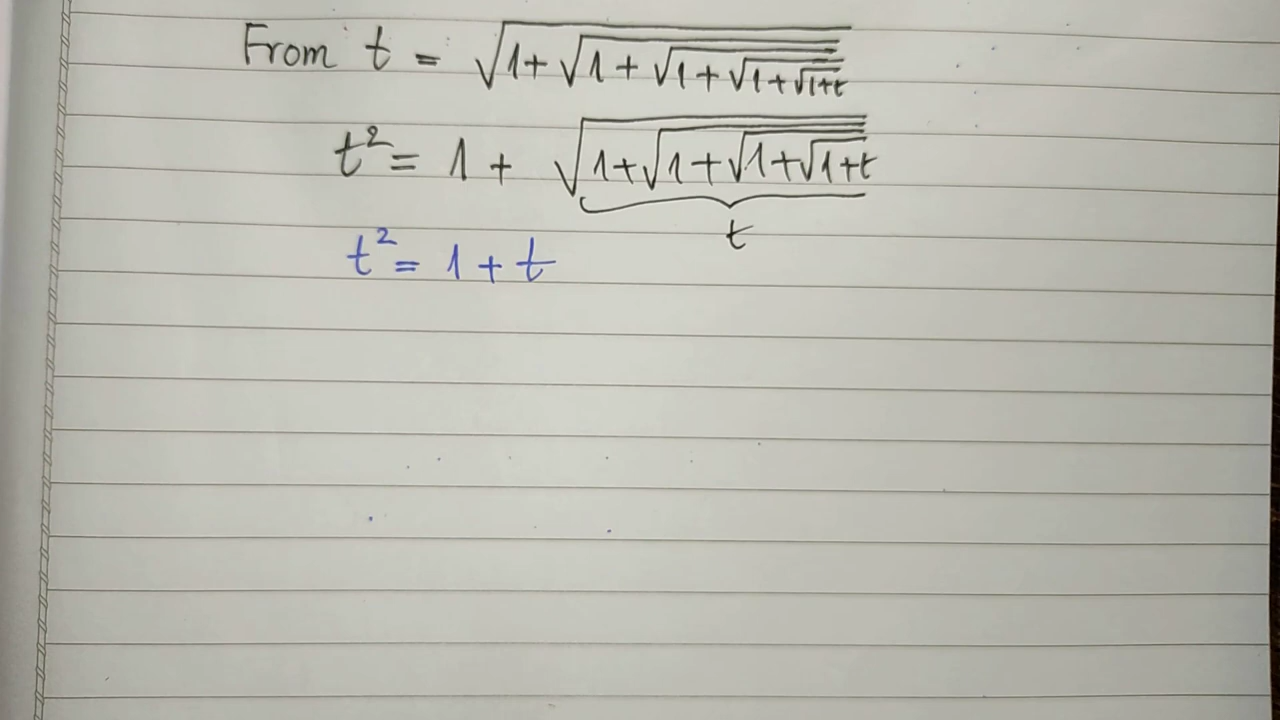 From t = √(1+√(1+√(1+√(1+√(1+t)))))
t² = 1 + √(1+√(1+√(1+√(1+t))))
t
t² = 1 + t